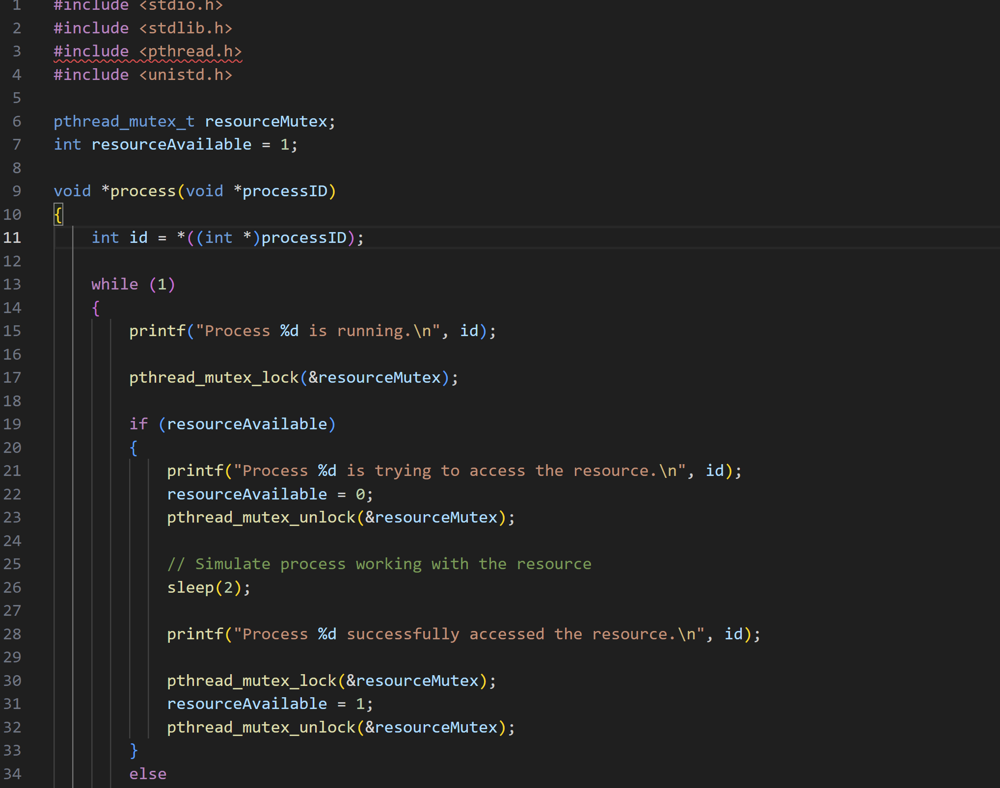 1 #include <stdio.h>
2 #include <stdlib.h>
3 #include <pthread.h>
4 #include <unistd.h>
5
6 pthread_mutex_t resourceMutex;
7 int resourceAvailable = 1;
8
9 void *process(void *processID)
10 {
11     int id = *((int *)processID);
12
13     while (1)
14     {
15         printf("Process %d is running.\n", id);
16
17         pthread_mutex_lock(&resourceMutex);
18
19         if (resourceAvailable)
20         {
21             printf("Process %d is trying to access the resource.\n", id);
22             resourceAvailable = 0;
23             pthread_mutex_unlock(&resourceMutex);
24
25             // Simulate process working with the resource
26             sleep(2);
27
28             printf("Process %d successfully accessed the resource.\n", id);
29
30             pthread_mutex_lock(&resourceMutex);
31             resourceAvailable = 1;
32             pthread_mutex_unlock(&resourceMutex);
33         }
34         else